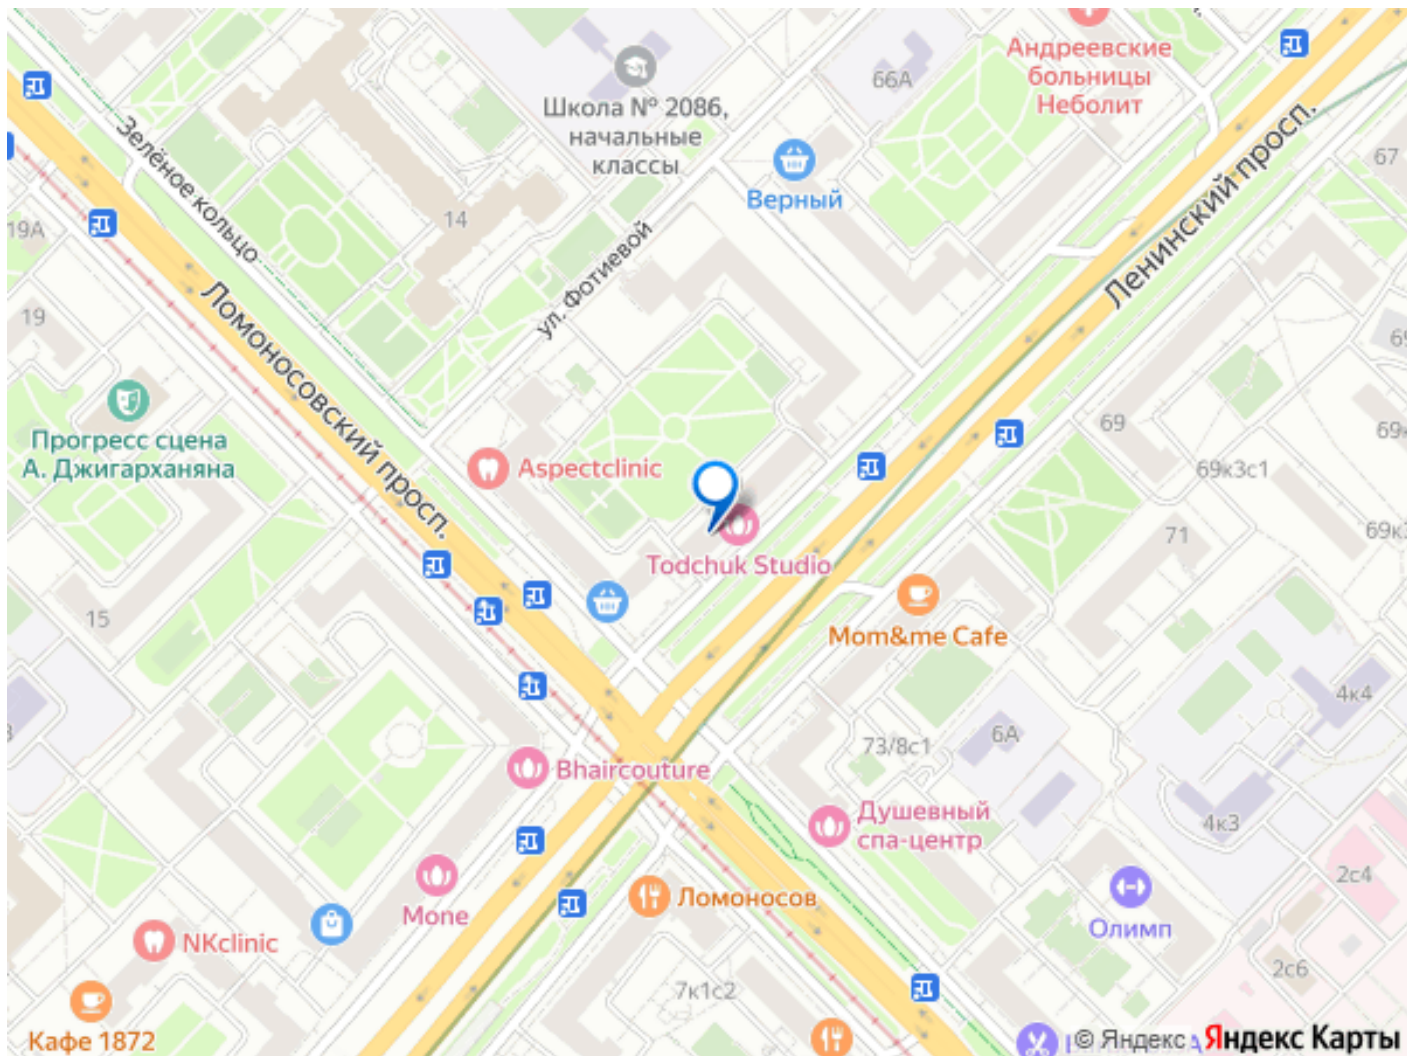 Андреевские
больницы
Неболит
66А
Школа № 2086,
начальные
классы
Зелёное кольцо
Верный
Ленинский просп.
67
19А
14
ул. Фотиевой
19
Ломоносовский просп.
Прогресс сцена
А. Джигарханяна
Aspectclinic
69
69к3с1
71
Todchuk Studio
Mom&me Cafe
15
4к4
6А
73/8с1
Bhaircouture
Душевный
спа-центр
4к3
2с4
Mone
Ломоносов
Олимп
NKclinic
2с6
7к1с2
Кафе 1872
© Яндекс Яндекс Карты